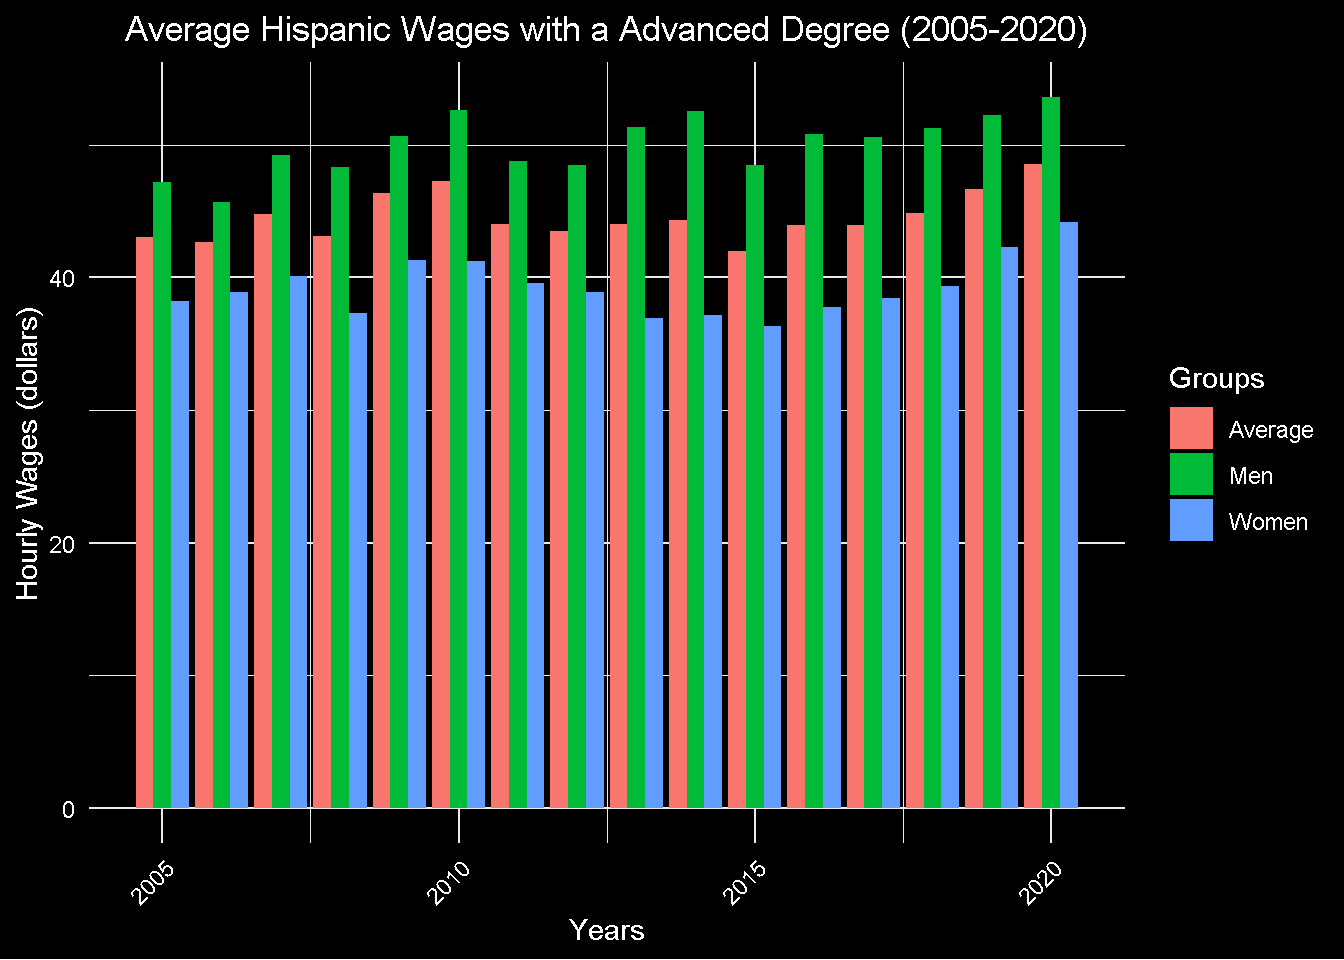 Average Hispanic Wages with a Advanced Degree (2005-2020)
Hourly Wages (dollars)
40
20
0
2005
2010
2015
2020
Years
Groups
Average
Men
Women